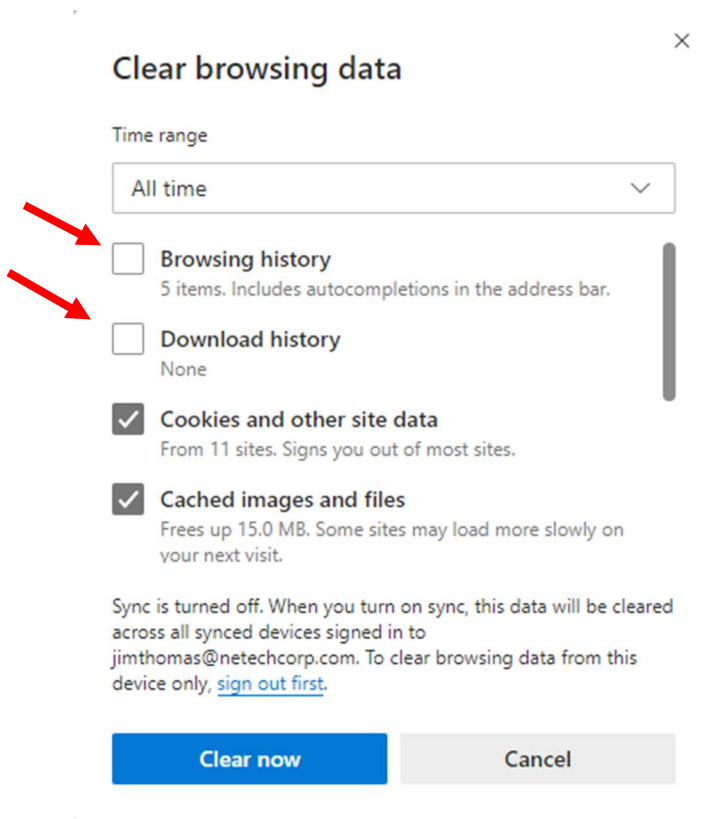 Clear browsing data
Time range
All time
Browsing history
5 items. Includes autocompletions in the address bar.
Download history
None
Cookies and other site data
From 11 sites. Signs you out of most sites.
Cached images and files
Frees up 15.0 MB. Some sites may load more slowly on
your next visit.
Sync is turned off. When you turn on sync, this data will be cleared
across all synced devices signed in to
jimthomas@netechcorp.com. To clear browsing data from this
device only, sign out first.
Clear now
Cancel